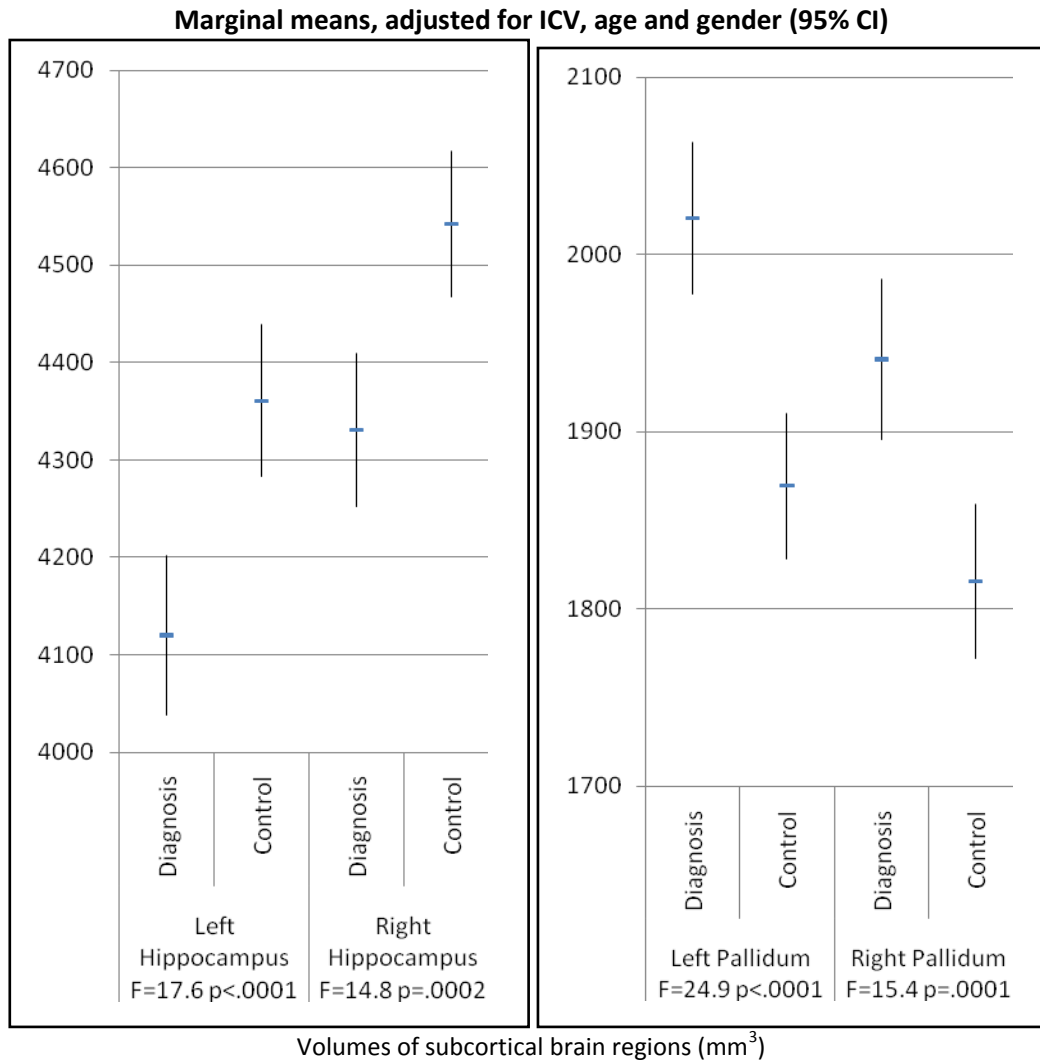 Marginal means, adjusted for ICV, age and gender (95% CI)
4700
4600
4500
4400
4300
4200
4100
4000
Diagnosis
Control
Diagnosis
Control
Left
Hippocampus
F=17.6 p<.0001
Right
Hippocampus
F=14.8 p=.0002
2100
2000
1900
1800
1700
Diagnosis
Control
Diagnosis
Control
Left Pallidum
F=24.9 p<.0001
Right Pallidum
F=15.4 p=.0001
Volumes of subcortical brain regions (mm³)